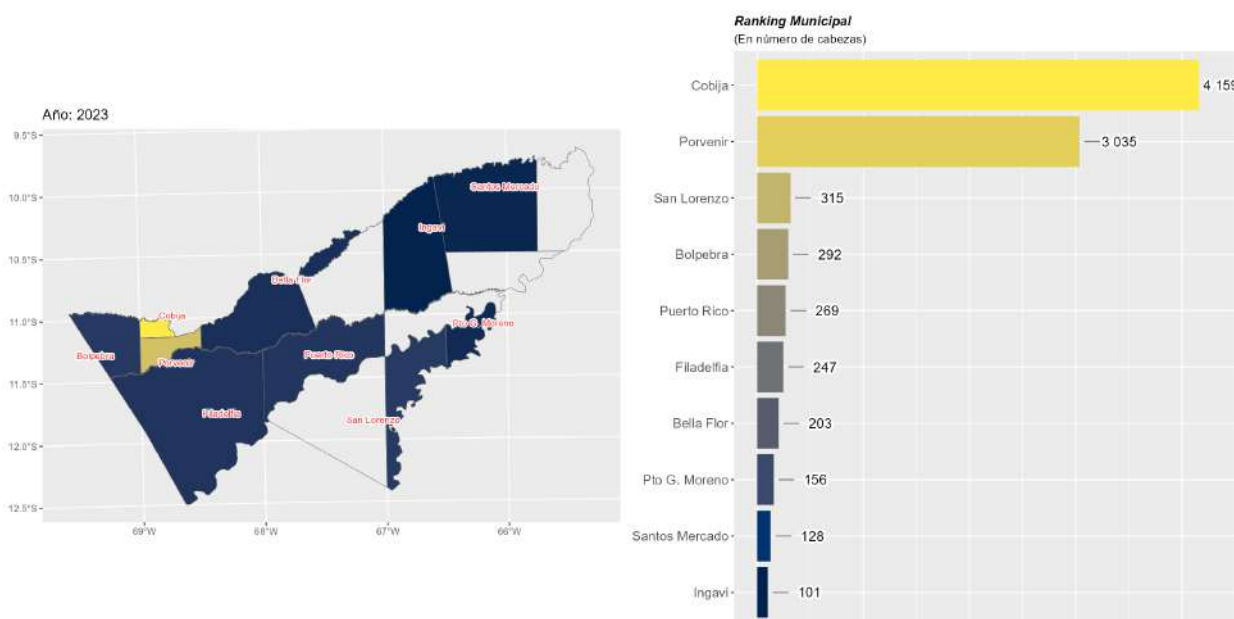 Año: 2023
9.5°S
10.0°S
10.5°S
11.0°S
11.5°S
12.0°S
12.5°S
69°W
68°W
67°W
66°W
Santos Mercado
Ingavi
Bella Flor
Cobija
Pto G. Moreno
Bolpebra
Porvenir
Puerto Rico
Filadelfia
San Lorenzo
Ranking Municipal
(En número de cabezas)
Cobija 4 159
Porvenir 3 035
San Lorenzo 315
Bolpebra 292
Puerto Rico 269
Filadelfia 247
Bella Flor 203
Pto G. Moreno 156
Santos Mercado 128
Ingavi 101